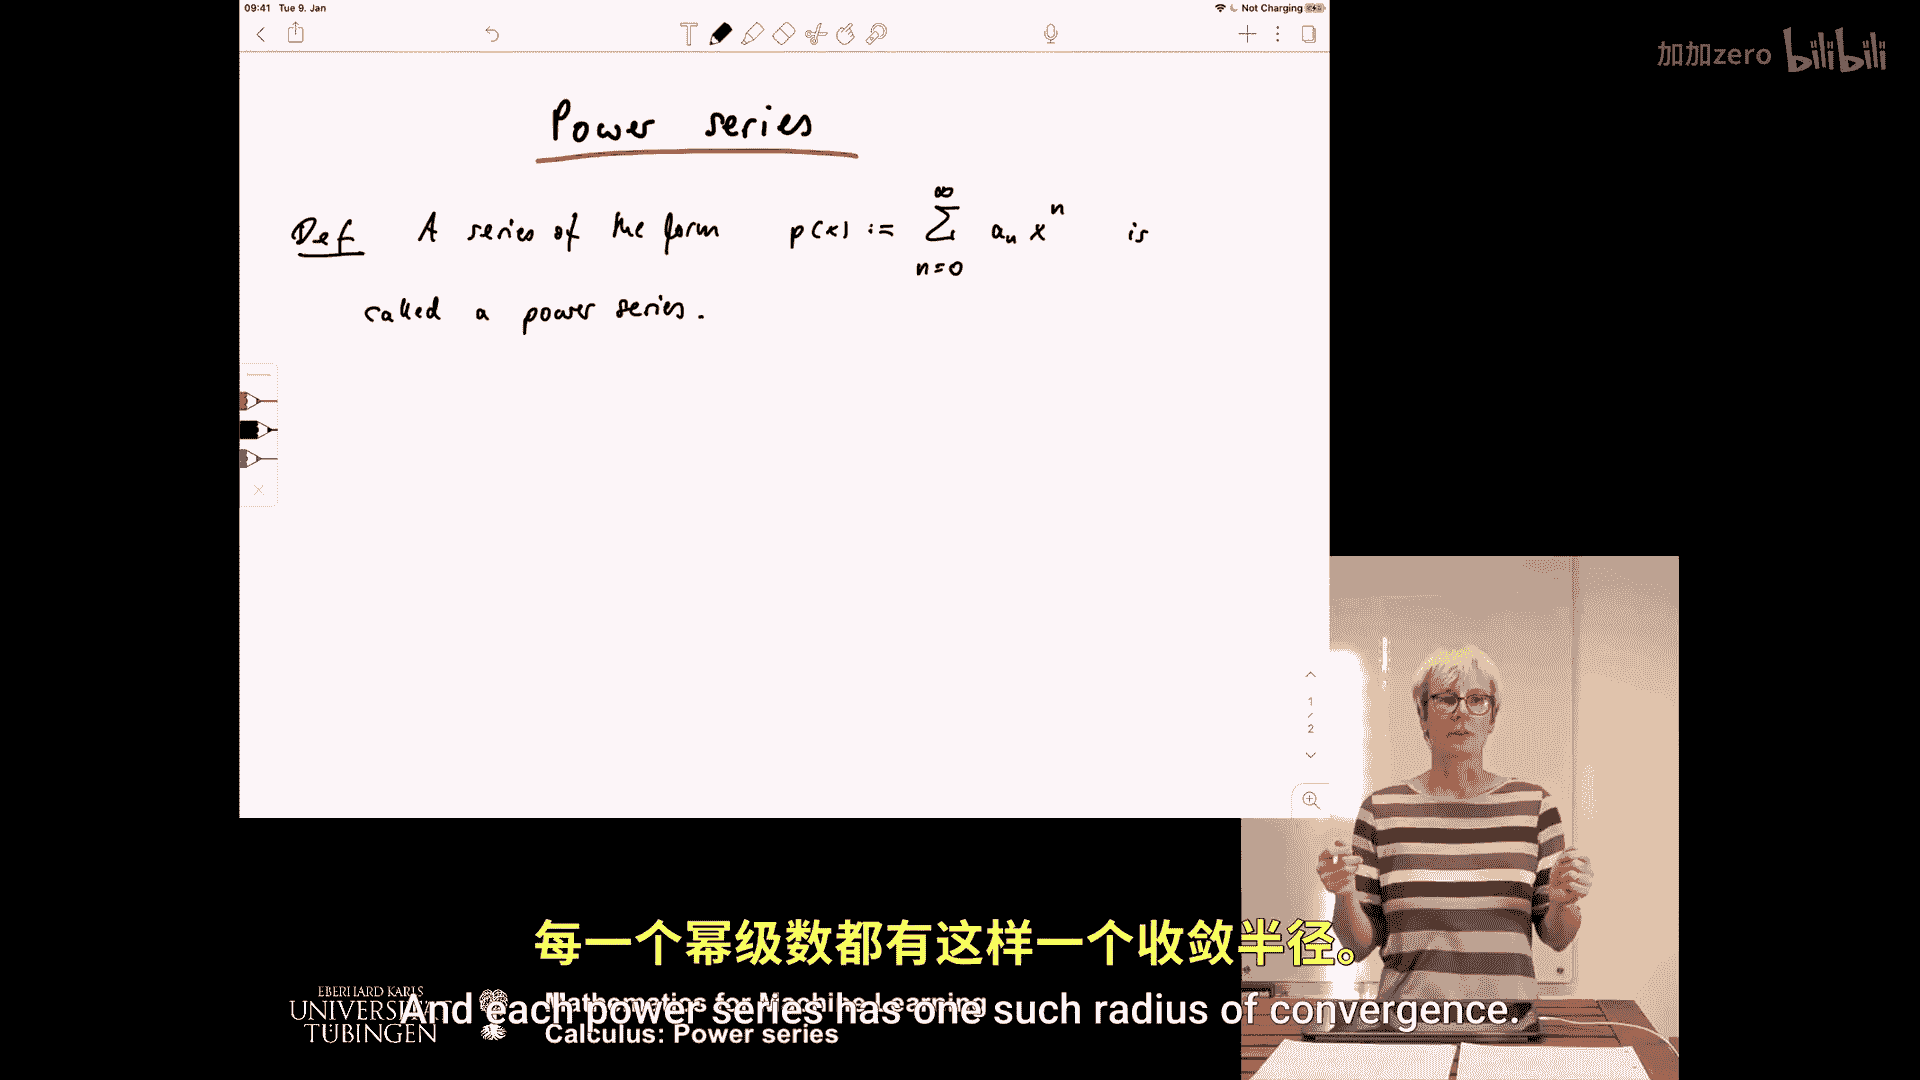 09:41 Tue 9. Jan
Not Charging
加加zero bilibili
Power series
Def A series of the form p(x) := ∞ ∑ n=0 aₙ xⁿ is
called a power series.
1
/
2
每一个幂级数都有这样一个收敛半径。
And each power series has one such radius of convergence.
EBERHARD KARLS
UNIVERSITÄT
TÜBINGEN
Mathematics for Machine Learning
Calculus: Power series